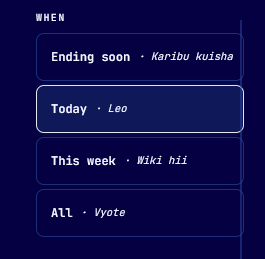 WHEN
Ending soon · Karibu kuisha
Today · Leo
This week · Wiki hii
All · Vyote